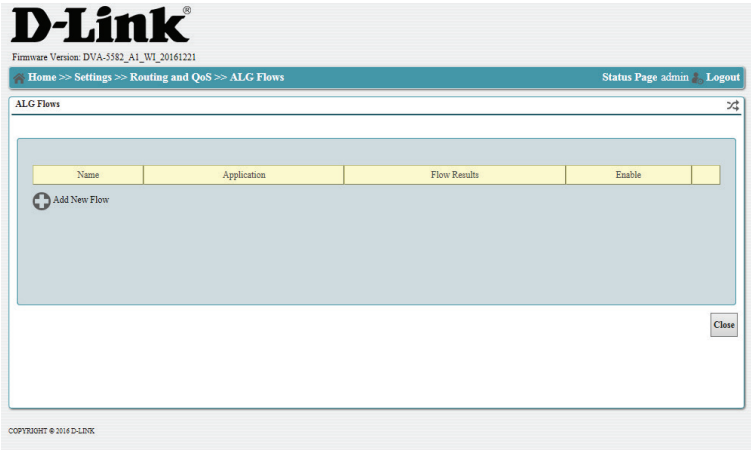 D-Link®
Firmware Version: DVA-5582_A1_WI_20161221
Home >> Settings >> Routing and QoS >> ALG Flows Status Page admin Logout
ALG Flows
Name Application Flow Results Enable
Add New Flow
Close
COPYRIGHT © 2016 D-LINK